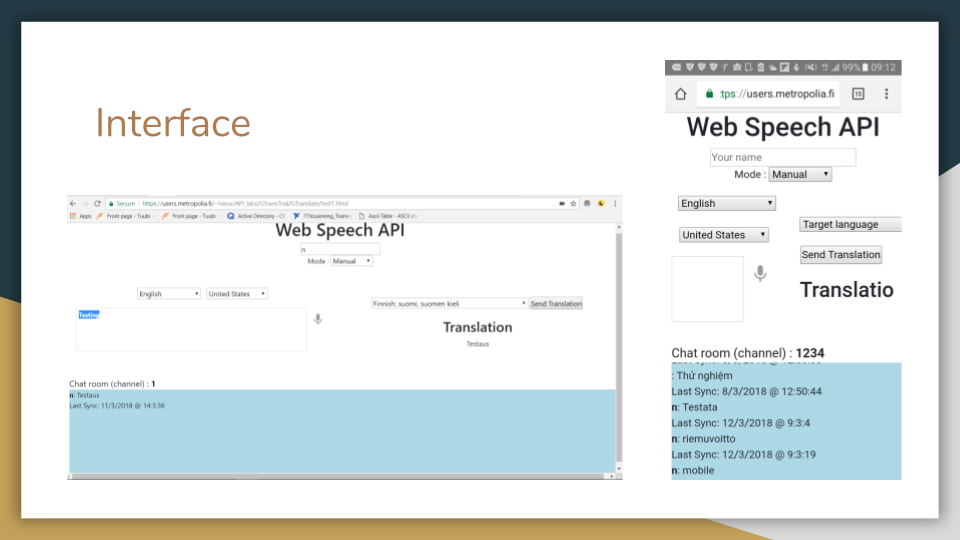 Interface
Secure | https://users.metropolia.fi/~hieuv/API_labs/GTransTrial/GTranslate/test1.html
Apps
Front page - Tuubi
Front page - Tuubi
Active Directory - Cl
Ascii Table - ASCII ch
Web Speech API
n
Mode : Manual
English
United States
Finnish; suomi, suomen kieli
Send Translation
Testing
Translation
Testaus
Chat room (channel) : 1
n: Testaus
Last Sync: 11/3/2018 @ 14:3:36
99% 09:12
tps://users.metropolia.fi
15
Web Speech API
Your name
Mode : Manual
English
United States
Target language
Send Translation
Translatio
Chat room (channel) : 1234
: Thử nghiệm
Last Sync: 8/3/2018 @ 12:50:44
n: Testata
Last Sync: 12/3/2018 @ 9:3:4
n: riemuvoitto
Last Sync: 12/3/2018 @ 9:3:19
n: mobile